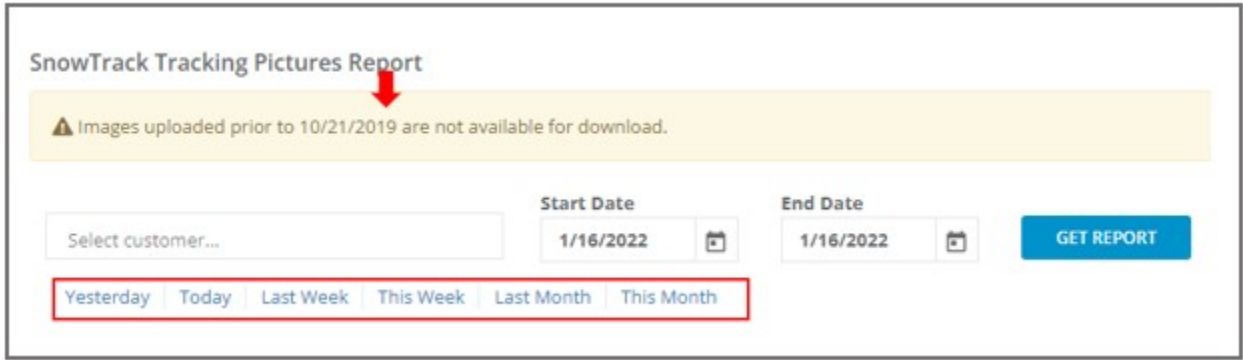 SnowTrack Tracking Pictures Report
Images uploaded prior to 10/21/2019 are not available for download.
Start Date End Date
Select customer... 1/16/2022 1/16/2022 GET REPORT
Yesterday Today Last Week This Week Last Month This Month